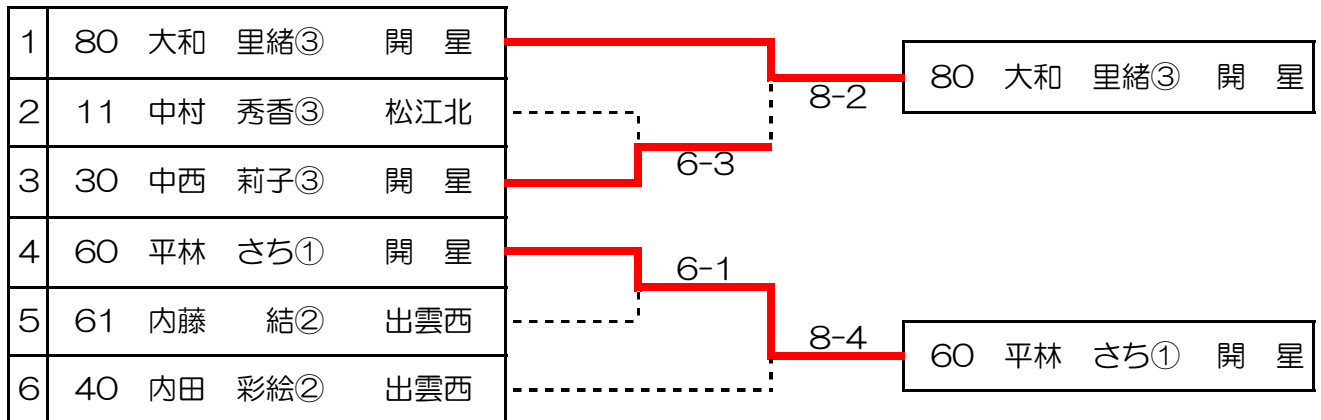 1 80 大和 里緒③ 開 星
80 大和 里緒③ 開 星
8-2
2 11 中村 秀香③ 松江北
6-3
3 30 中西 莉子③ 開 星
4 60 平林 さち① 開 星
6-1
5 61 内藤 結② 出雲西
8-4
60 平林 さち① 開 星
6 40 内田 彩絵② 出雲西